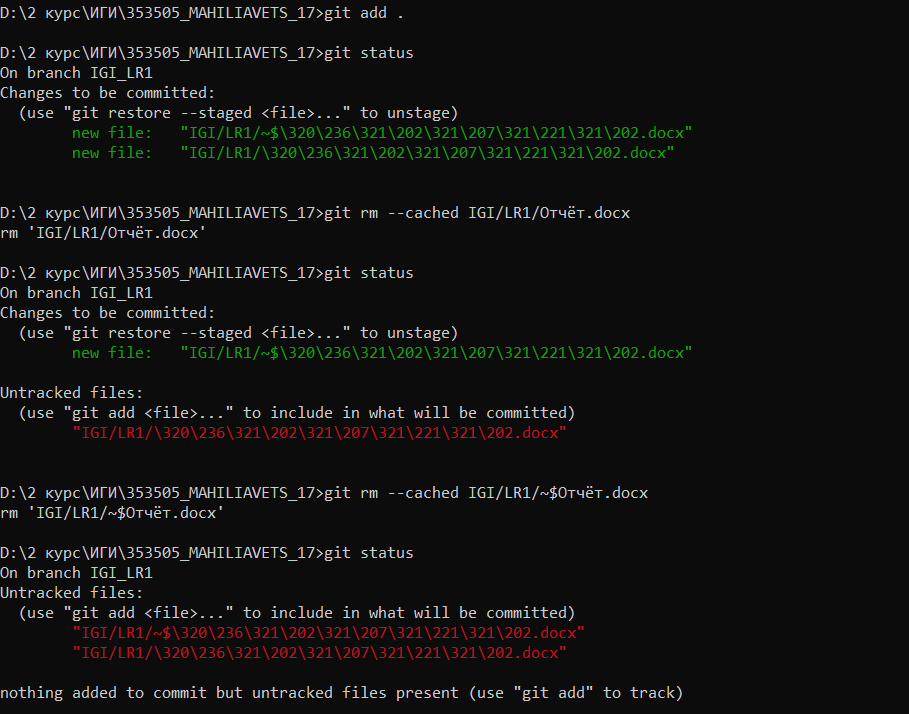 D:\2 курс\ИГИ\353505_MAHILIAVETS_17>git add .
D:\2 курс\ИГИ\353505_MAHILIAVETS_17>git status
On branch IGI_LR1
Changes to be committed:
  (use "git restore --staged <file>..." to unstage)
        new file:   "IGI/LR1/~$\320\236\321\202\321\207\321\221\321\202.docx"
        new file:   "IGI/LR1/\320\236\321\202\321\207\321\221\321\202.docx"
D:\2 курс\ИГИ\353505_MAHILIAVETS_17>git rm --cached IGI/LR1/Отчёт.docx
rm 'IGI/LR1/Отчёт.docx'
D:\2 курс\ИГИ\353505_MAHILIAVETS_17>git status
On branch IGI_LR1
Changes to be committed:
  (use "git restore --staged <file>..." to unstage)
        new file:   "IGI/LR1/~$\320\236\321\202\321\207\321\221\321\202.docx"
Untracked files:
  (use "git add <file>..." to include in what will be committed)
        "IGI/LR1/\320\236\321\202\321\207\321\221\321\202.docx"
D:\2 курс\ИГИ\353505_MAHILIAVETS_17>git rm --cached IGI/LR1/~$Отчёт.docx
rm 'IGI/LR1/~$Отчёт.docx'
D:\2 курс\ИГИ\353505_MAHILIAVETS_17>git status
On branch IGI_LR1
Untracked files:
  (use "git add <file>..." to include in what will be committed)
        "IGI/LR1/~$\320\236\321\202\321\207\321\221\321\202.docx"
        "IGI/LR1/\320\236\321\202\321\207\321\221\321\202.docx"
nothing added to commit but untracked files present (use "git add" to track)